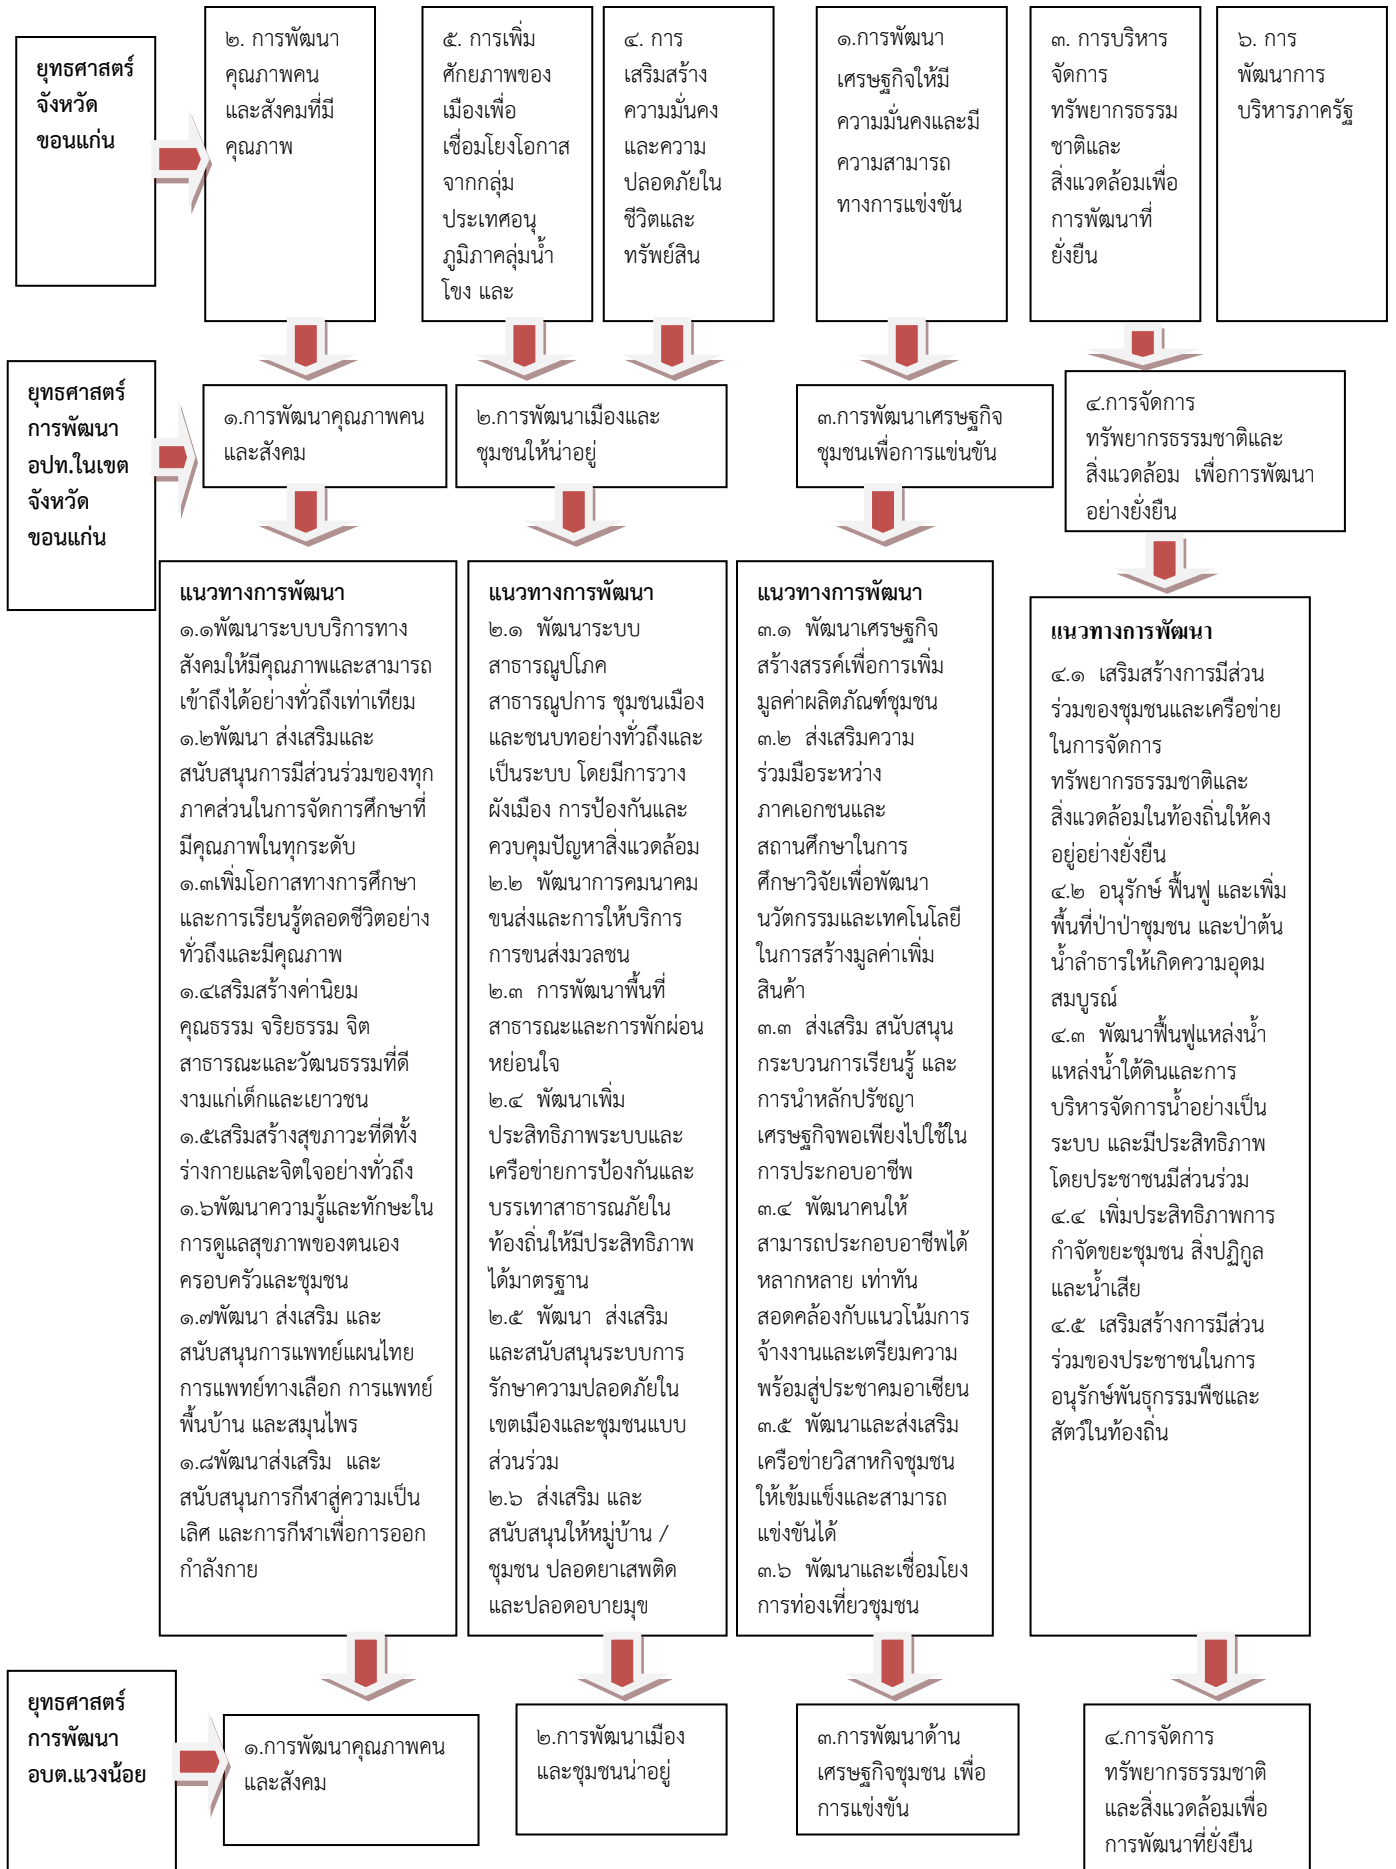 ยุทธศาสตร์
จังหวัด
ขอนแก่น
๒. การพัฒนา
คุณภาพคน
และสังคมที่มี
คุณภาพ
๕. การเพิ่ม
ศักยภาพของ
เมืองเพื่อ
เชื่อมโยงโอกาส
จากกลุ่ม
ประเทศอนุ
ภูมิภาคลุ่มน้ำ
โขง และ
๔. การ
เสริมสร้าง
ความมั่นคง
และความ
ปลอดภัยใน
ชีวิตและ
ทรัพย์สิน
๑.การพัฒนา
เศรษฐกิจให้มี
ความมั่นคงและมี
ความสามารถ
ทางการแข่งขัน
๓. การบริหาร
จัดการ
ทรัพยากรธรรม
ชาติและ
สิ่งแวดล้อมเพื่อ
การพัฒนาที่
ยั่งยืน
๖. การ
พัฒนาการ
บริหารภาครัฐ
ยุทธศาสตร์
การพัฒนา
อปท.ในเขต
จังหวัด
ขอนแก่น
๑.การพัฒนาคุณภาพคน
และสังคม
๒.การพัฒนาเมืองและ
ชุมชนให้น่าอยู่
๓.การพัฒนาเศรษฐกิจ
ชุมชนเพื่อการแข่นขัน
๔.การจัดการ
ทรัพยากรธรรมชาติและ
สิ่งแวดล้อม เพื่อการพัฒนา
อย่างยั่งยืน
แนวทางการพัฒนา
๑.๑พัฒนาระบบบริการทาง
สังคมให้มีคุณภาพและสามารถ
เข้าถึงได้อย่างทั่วถึงเท่าเทียม
๑.๒พัฒนา ส่งเสริมและ
สนับสนุนการมีส่วนร่วมของทุก
ภาคส่วนในการจัดการศึกษาที่
มีคุณภาพในทุกระดับ
๑.๓เพิ่มโอกาสทางการศึกษา
และการเรียนรู้ตลอดชีวิตอย่าง
ทั่วถึงและมีคุณภาพ
๑.๔เสริมสร้างค่านิยม
คุณธรรม จริยธรรม จิต
สาธารณะและวัฒนธรรมที่ดี
งามแก่เด็กและเยาวชน
๑.๕เสริมสร้างสุขภาวะที่ดีทั้ง
ร่างกายและจิตใจอย่างทั่วถึง
๑.๖พัฒนาความรู้และทักษะใน
การดูแลสุขภาพของตนเอง
ครอบครัวและชุมชน
๑.๗พัฒนา ส่งเสริม และ
สนับสนุนการแพทย์แผนไทย
การแพทย์ทางเลือก การแพทย์
พื้นบ้าน และสมุนไพร
๑.๘พัฒนาส่งเสริม และ
สนับสนุนการกีฬาสู่ความเป็น
เลิศ และการกีฬาเพื่อการออก
กำลังกาย
แนวทางการพัฒนา
๒.๑ พัฒนาระบบ
สาธารณูปโภค
สาธารณูปการ ชุมชนเมือง
และชนบทอย่างทั่วถึงและ
เป็นระบบ โดยมีการวาง
ผังเมือง การป้องกันและ
ควบคุมปัญหาสิ่งแวดล้อม
๒.๒ พัฒนาการคมนาคม
ขนส่งและการให้บริการ
การขนส่งมวลชน
๒.๓ การพัฒนาพื้นที่
สาธารณะและการพักผ่อน
หย่อนใจ
๒.๔ พัฒนาเพิ่ม
ประสิทธิภาพระบบและ
เครือข่ายการป้องกันและ
บรรเทาสาธารณภัยใน
ท้องถิ่นให้มีประสิทธิภาพ
ได้มาตรฐาน
๒.๕ พัฒนา ส่งเสริม
และสนับสนุนระบบการ
รักษาความปลอดภัยใน
เขตเมืองและชุมชนแบบ
ส่วนร่วม
๒.๖ ส่งเสริม และ
สนับสนุนให้หมู่บ้าน /
ชุมชน ปลอดยาเสพติด
และปลอดอบายมุข
แนวทางการพัฒนา
๓.๑ พัฒนาเศรษฐกิจ
สร้างสรรค์เพื่อการเพิ่ม
มูลค่าผลิตภัณฑ์ชุมชน
๓.๒ ส่งเสริมความ
ร่วมมือระหว่าง
ภาคเอกชนและ
สถานศึกษาในการ
ศึกษาวิจัยเพื่อพัฒนา
นวัตกรรมและเทคโนโลยี
ในการสร้างมูลค่าเพิ่ม
สินค้า
๓.๓ ส่งเสริม สนับสนุน
กระบวนการเรียนรู้ และ
การนำหลักปรัชญา
เศรษฐกิจพอเพียงไปใช้ใน
การประกอบอาชีพ
๓.๔ พัฒนาคนให้
สามารถประกอบอาชีพได้
หลากหลาย เท่าทัน
สอดคล้องกับแนวโน้มการ
จ้างงานและเตรียมความ
พร้อมสู่ประชาคมอาเซียน
๓.๕ พัฒนาและส่งเสริม
เครือข่ายวิสาหกิจชุมชน
ให้เข้มแข็งและสามารถ
แข่งขันได้
๓.๖ พัฒนาและเชื่อมโยง
การท่องเที่ยวชุมชน
แนวทางการพัฒนา
๔.๑ เสริมสร้างการมีส่วน
ร่วมของชุมชนและเครือข่าย
ในการจัดการ
ทรัพยากรธรรมชาติและ
สิ่งแวดล้อมในท้องถิ่นให้คง
อยู่อย่างยั่งยืน
๔.๒ อนุรักษ์ ฟื้นฟู และเพิ่ม
พื้นที่ป่าป่าชุมชน และป่าต้น
น้ำลำธารให้เกิดความอุดม
สมบูรณ์
๔.๓ พัฒนาฟื้นฟูแหล่งน้ำ
แหล่งน้ำใต้ดินและการ
บริหารจัดการน้ำอย่างเป็น
ระบบ และมีประสิทธิภาพ
โดยประชาชนมีส่วนร่วม
๔.๔ เพิ่มประสิทธิภาพการ
กำจัดขยะชุมชน สิ่งปฏิกูล
และน้ำเสีย
๔.๕ เสริมสร้างการมีส่วน
ร่วมของประชาชนในการ
อนุรักษ์พันธุกรรมพืชและ
สัตว์ในท้องถิ่น
ยุทธศาสตร์
การพัฒนา
อบต.แวงน้อย
๑.การพัฒนาคุณภาพคน
และสังคม
๒.การพัฒนาเมือง
และชุมชนน่าอยู่
๓.การพัฒนาด้าน
เศรษฐกิจชุมชน เพื่อ
การแข่งขัน
๔.การจัดการ
ทรัพยากรธรรมชาติ
และสิ่งแวดล้อมเพื่อ
การพัฒนาที่ยั่งยืน